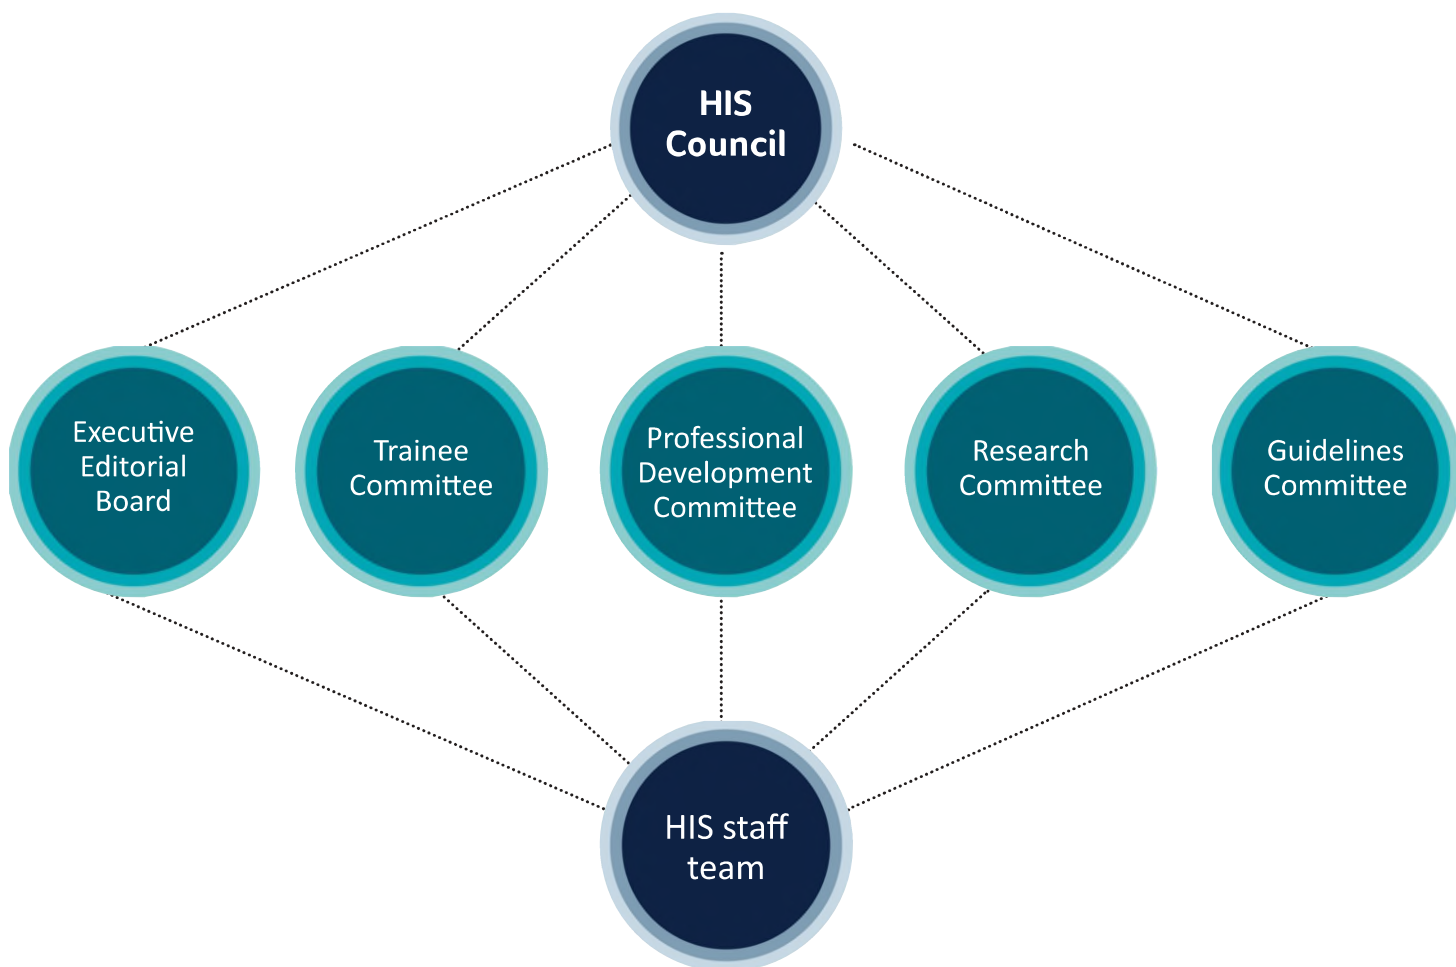 HIS
Council
Executive
Editorial
Board
Trainee
Committee
Professional
Development
Committee
Research
Committee
Guidelines
Committee
HIS staff
team